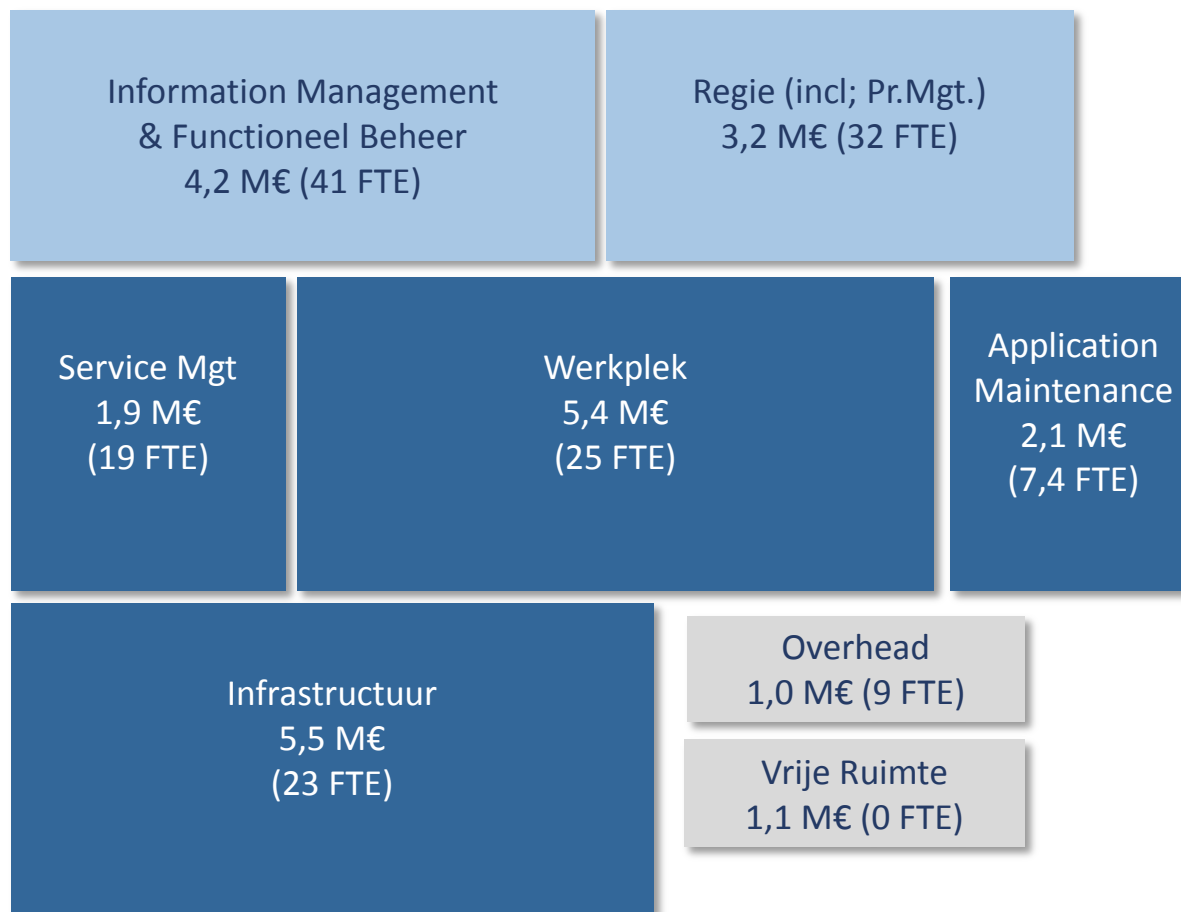 Information Management
& Functioneel Beheer
4,2 M€ (41 FTE)
Regie (incl; Pr.Mgt.)
3,2 M€ (32 FTE)
Service Mgt
1,9 M€
(19 FTE)
Werkplek
5,4 M€
(25 FTE)
Application
Maintenance
2,1 M€
(7,4 FTE)
Infrastructuur
5,5 M€
(23 FTE)
Overhead
1,0 M€ (9 FTE)
Vrije Ruimte
1,1 M€ (0 FTE)